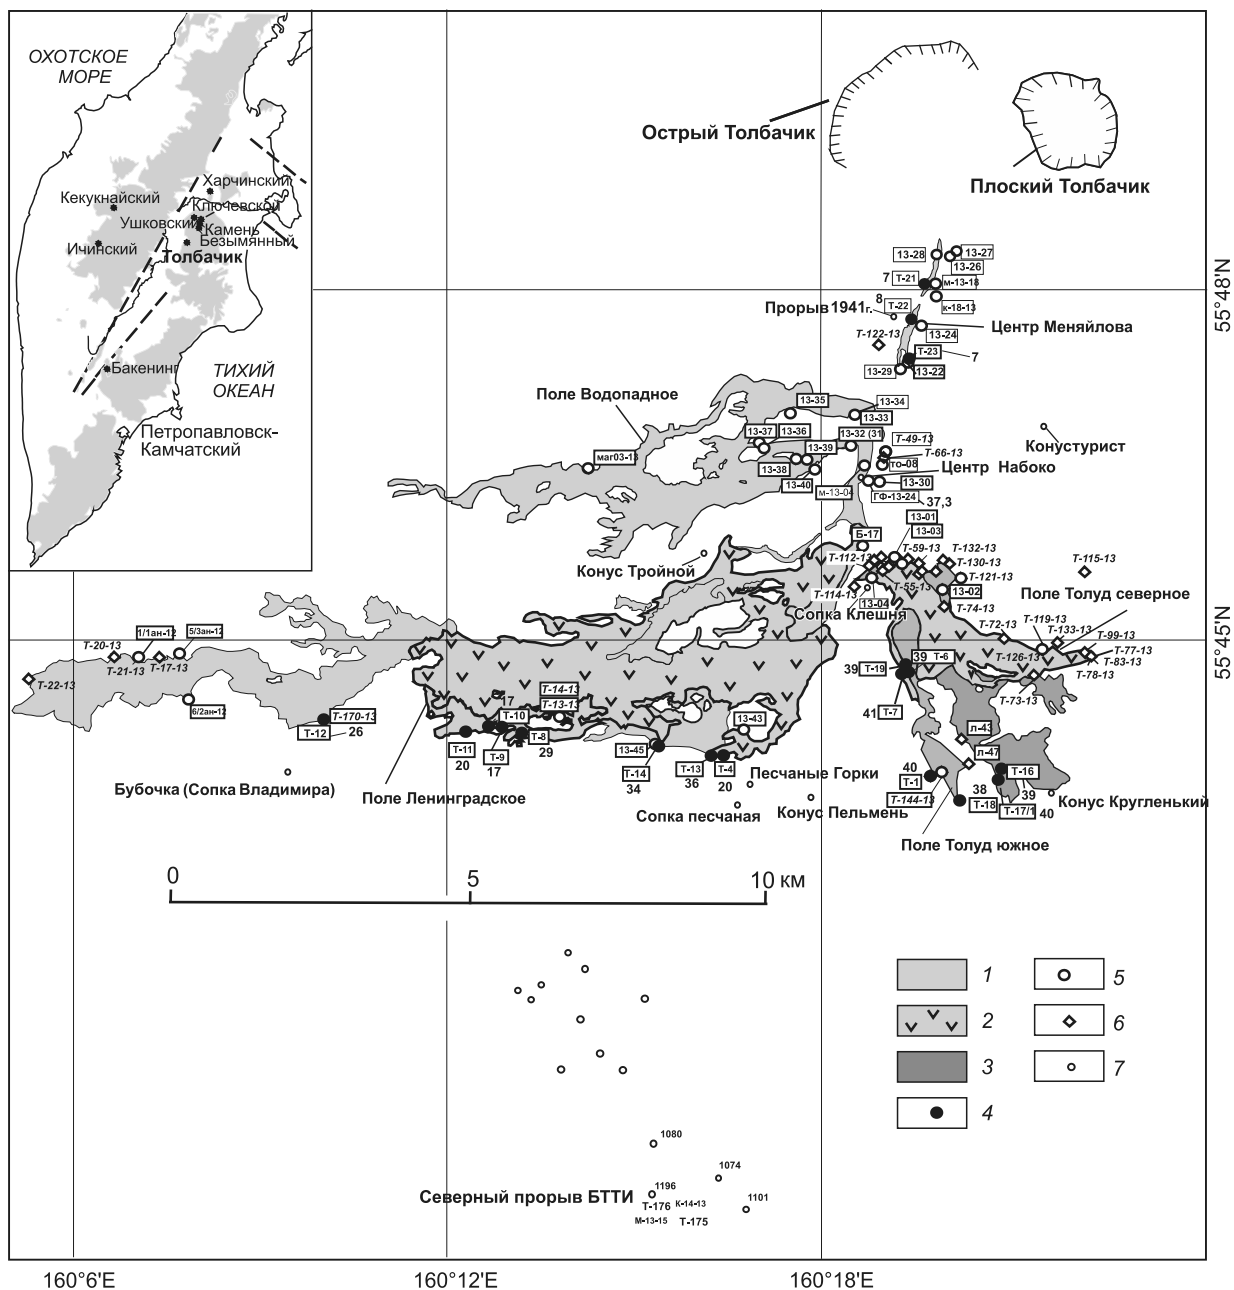 ОХОТСКОЕ
МОРЕ
Харчинский
Кекукнайский
Ключевской
Ушковский
Камень
Безымянный
Ичинский
Толбачик
Бакенинг
ТИХИЙ
ОКЕАН
Петропавловск-
Камчатский
Острый Толбачик
Плоский Толбачик
13-28
13-27
13-26
7
Т-21
м-13-18
55°48'N
8
Т-22
к-18-13
Прорыв 1941г.
Центр Меняйлова
13-24
Т-122-13
Т-23
7
13-29
13-22
Поле Водопадное
13-35
13-34
13-33
13-37
13-36
13-32 (31)
Т-49-13
Конустурист
13-39
Т-66-13
маг03-13
то-08
13-38
Центр Набоко
13-40
13-30
м-13-04
ГФ-13-24
37,3
13-01
13-03
Б-17
Т-59-13
Т-132-13
Т-112-13
Т-130-13
Т-115-13
Конус Тройной
Т-121-13
Т-55-13
Т-114-13
13-02
13-04
Поле Толуд северное
Сопка Клешня
Т-74-13
Т-119-13
Т-72-13
Т-133-13
1/1ан-12
5/3ан-12
Т-99-13
55°45'N
Т-20-13
Т-77-13
Т-21-13
Т-17-13
39
Т-6
Т-126-13
Т-83-13
39
Т-19
Т-78-13
Т-22-13
Т-14-13
17
Т-13-13
Т-73-13
6/2ан-12
Т-170-13
Т-10
13-43
41
Т-7
л-43
Т-12
26
Т-11
Т-8
13-45
л-47
20
Т-9
29
17
Т-14
Т-13
Т-4
34
36
20
40
Т-1
Т-16
Песчаные Горки
Бубочка (Сопка Владимира)
Поле Ленинградское
38
39
Т-144-13
Т-18
Т-17/1
40
Конус Кругленький
Сопка песчаная
Конус Пельмень
Поле Толуд южное
0
5
10 км
1
5
2
6
3
7
4
1080
1074
Северный прорыв БТТИ
1196
Т-176
К-14-13
1101
М-13-15
Т-175
160°6'E
160°12'E
160°18'E